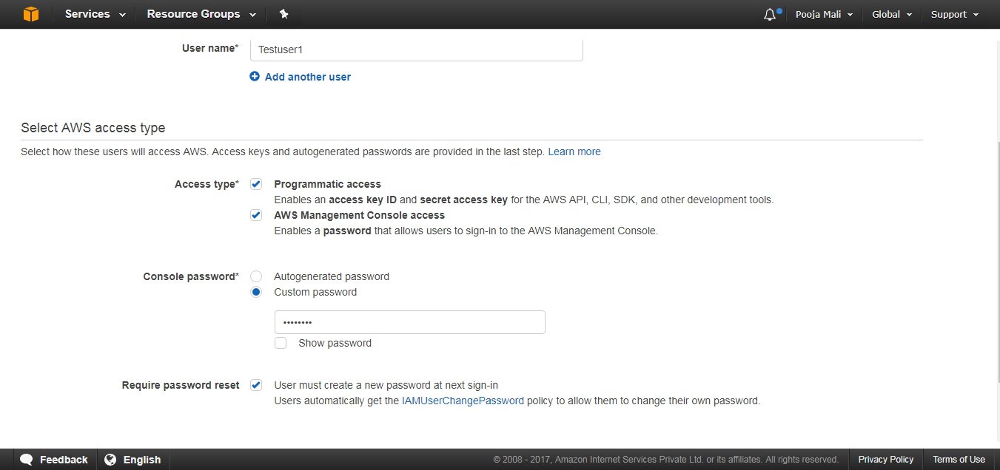 Services Resource Groups Pooja Mali Global Support
User name* Testuser1
Add another user
Select AWS access type
Select how these users will access AWS. Access keys and autogenerated passwords are provided in the last step. Learn more
Access type* Programmatic access
Enables an access key ID and secret access key for the AWS API, CLI, SDK, and other development tools.
AWS Management Console access
Enables a password that allows users to sign-in to the AWS Management Console.
Console password* Autogenerated password
Custom password
••••••••
Show password
Require password reset User must create a new password at next sign-in
Users automatically get the IAMUserChangePassword policy to allow them to change their own password.
Feedback English © 2008 - 2017, Amazon Internet Services Private Ltd. or its affiliates. All rights reserved. Privacy Policy Terms of Use